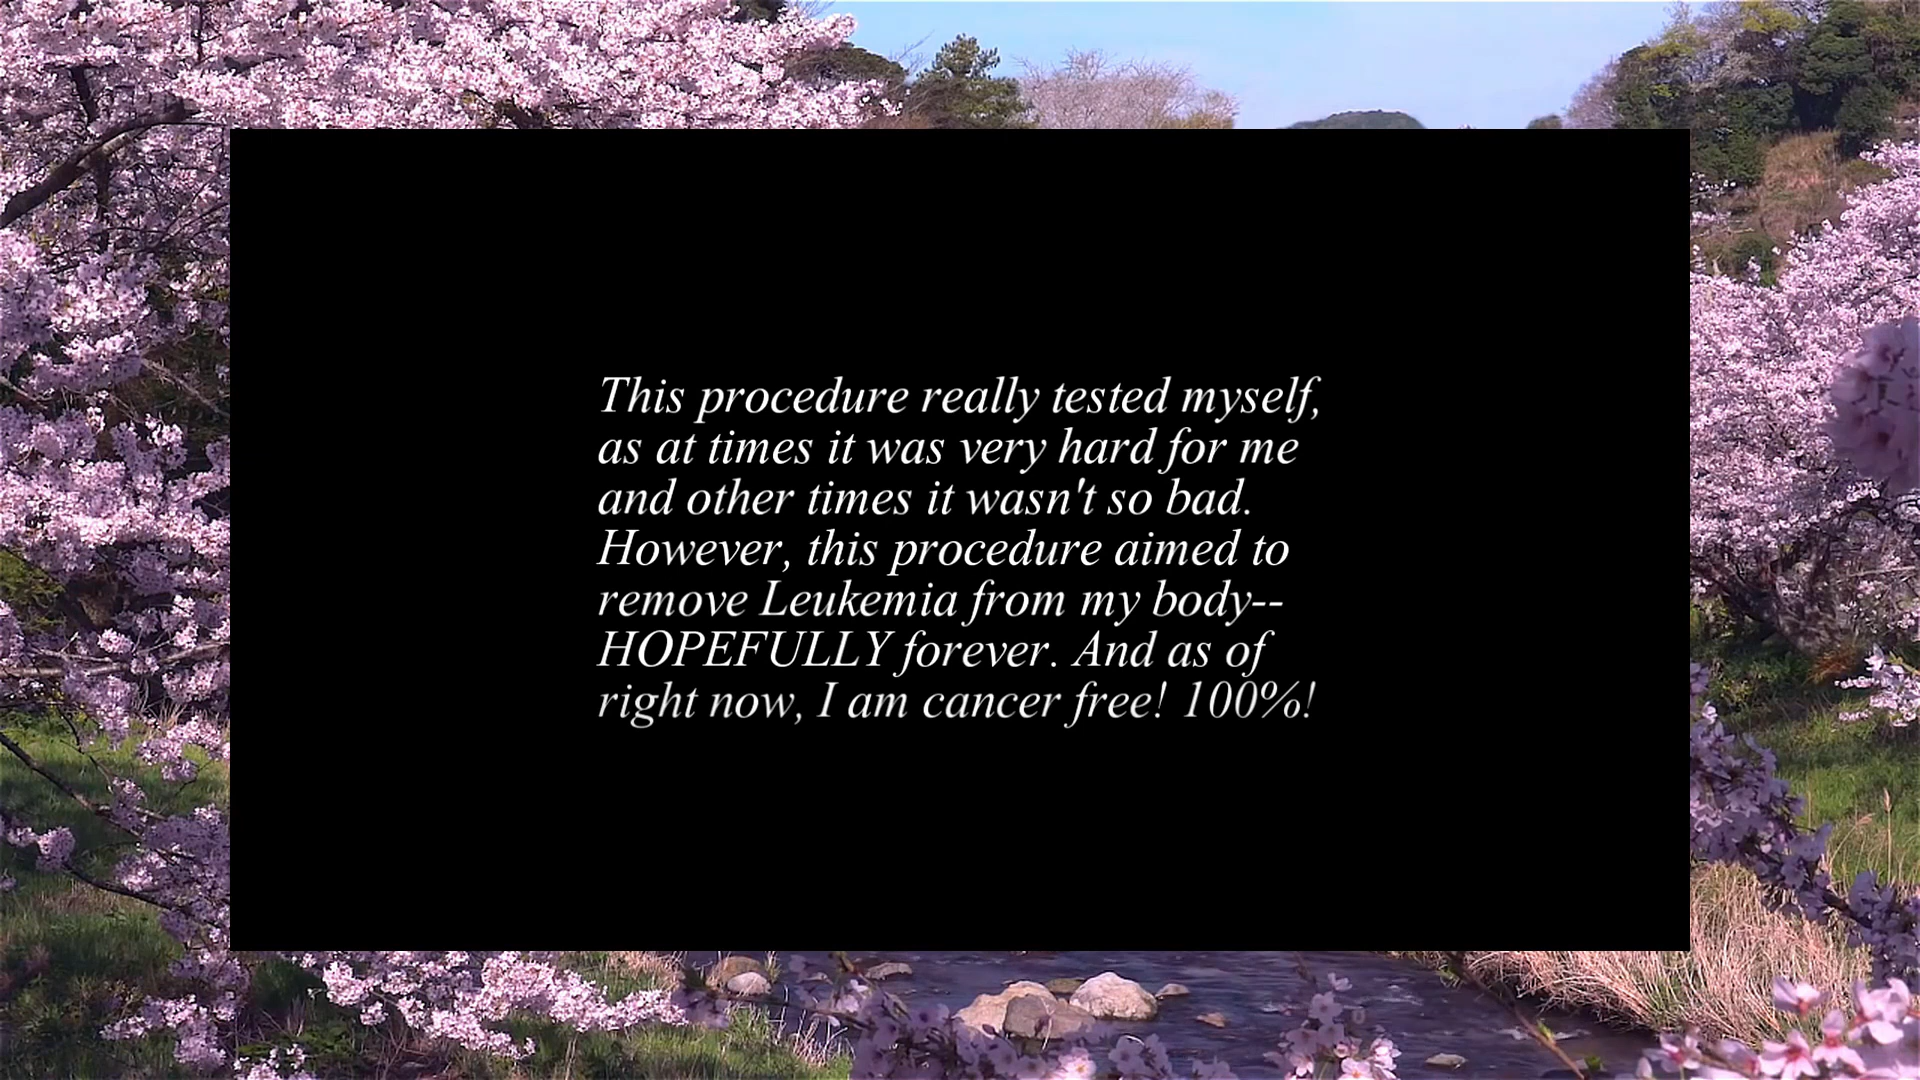 This procedure really tested myself,
as at times it was very hard for me
and other times it wasn't so bad.
However, this procedure aimed to
remove Leukemia from my body--
HOPEFULLY forever. And as of
right now, I am cancer free! 100%!